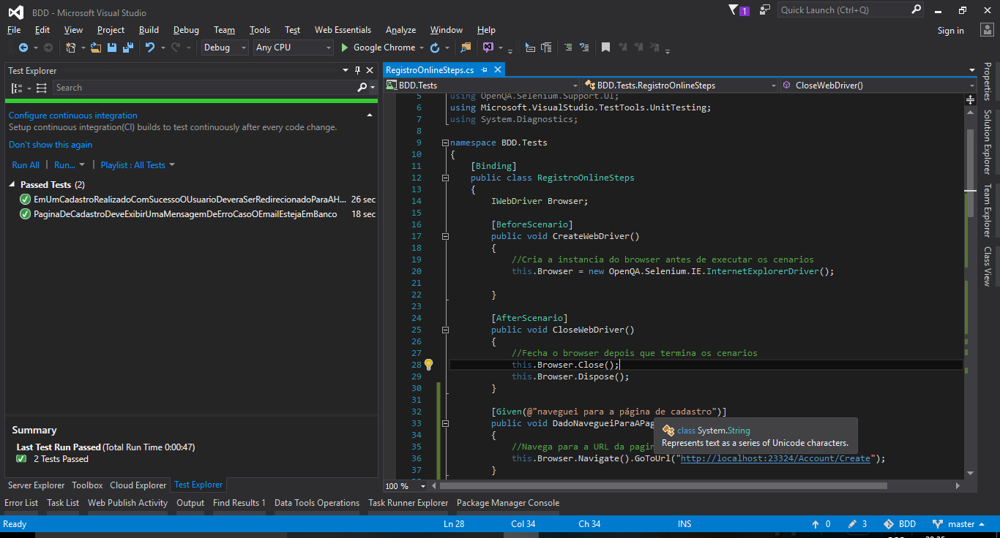 BDD - Microsoft Visual Studio
1
Quick Launch (Ctrl+Q)
File Edit View Project Build Debug Team Tools Test Web Essentials Analyze Window Help
Sign in
Debug Any CPU Google Chrome
Test Explorer
Search
Configure continuous integration
Setup continuous integration(CI) builds to test continuously after every code change.
Don't show this again
Run All | Run... | Playlist : All Tests
Passed Tests (2)
EmUmCadastroRealizadoComSucessoOUsuarioDeveraSerRedirecionadoParaAH... 26 sec
PaginaDeCadastroDeveExibirUmaMensagemDeErroCasoOEmailEstejaEmBanco 18 sec
Summary
Last Test Run Passed (Total Run Time 0:00:47)
2 Tests Passed
Server Explorer Toolbox Cloud Explorer Test Explorer
RegistroOnlineSteps.cs
BDD.Tests BDD.Tests.RegistroOnlineSteps CloseWebDriver()
5 using OpenQA.Selenium.Support.UI;
6 using Microsoft.VisualStudio.TestTools.UnitTesting;
7 using System.Diagnostics;
8
9 namespace BDD.Tests
10 {
11 [Binding]
12 public class RegistroOnlineSteps
13 {
14 IWebDriver Browser;
15
16 [BeforeScenario]
17 public void CreateWebDriver()
18 {
19 //Cria a instancia do browser antes de executar os cenarios
20 this.Browser = new OpenQA.Selenium.IE.InternetExplorerDriver();
21
22 }
23
24 [AfterScenario]
25 public void CloseWebDriver()
26 {
27 //Fecha o browser depois que termina os cenarios
28 this.Browser.Close();
29 this.Browser.Dispose();
30 }
31
32 [Given(@"naveguei para a página de cadastro")]
33 public void DadoNavegueiParaAPag
34 {
35 //Navega para a URL da pagin
36 this.Browser.Navigate().GoToUrl("http://localhost:23324/Account/Create");
37 }
class System.String
Represents text as a series of Unicode characters.
100 %
Properties
Solution Explorer
Team Explorer
Class View
Error List Task List Web Publish Activity Output Find Results 1 Data Tools Operations Task Runner Explorer Package Manager Console
Ready Ln 28 Col 34 Ch 34 INS 0 3 BDD master